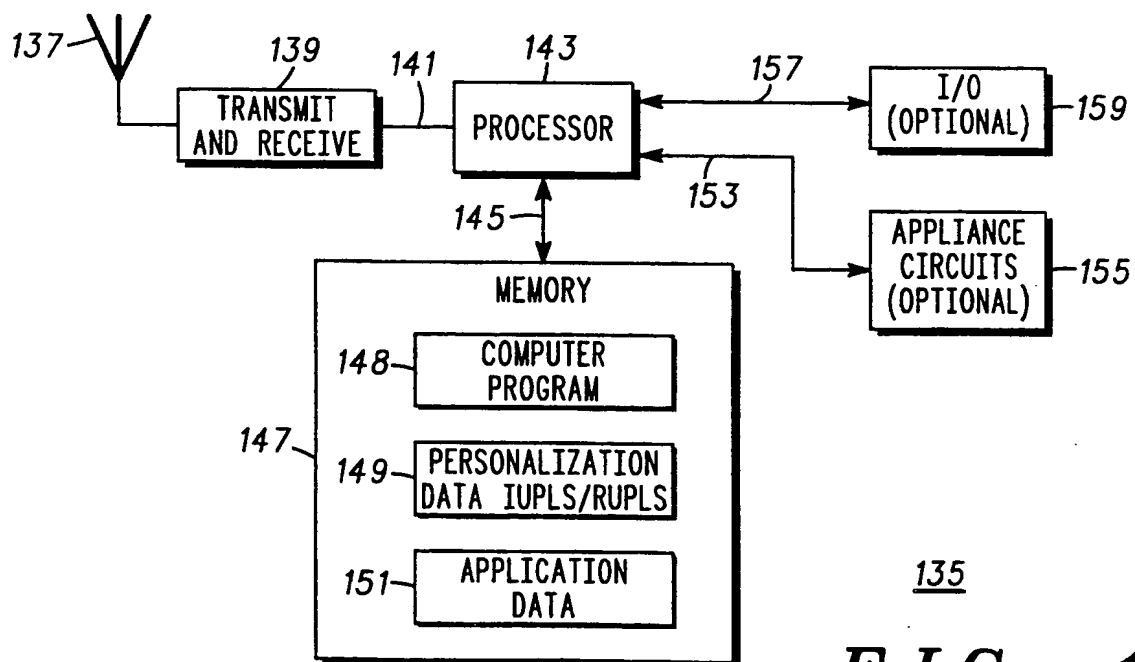 137
139
141
143
157
TRANSMIT
AND RECEIVE
PROCESSOR
I/O
(OPTIONAL)
159
153
145
APPLIANCE
CIRCUITS
(OPTIONAL)
155
MEMORY
148
COMPUTER
PROGRAM
147
149
PERSONALIZATION
DATA IUPLS/RUPLS
151
APPLICATION
DATA
135
FIG.